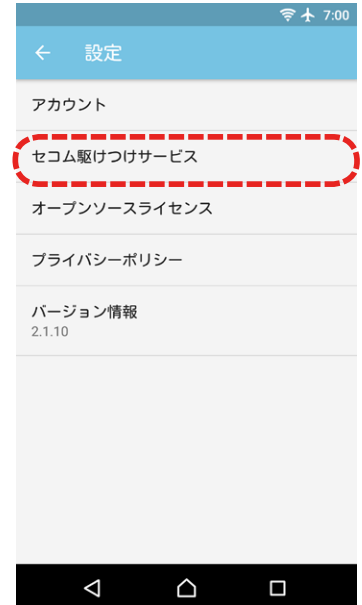 7:00
設定
アカウント
セコム駆けつけサービス
オープンソースライセンス
プライバシーポリシー
バージョン情報
2.1.10